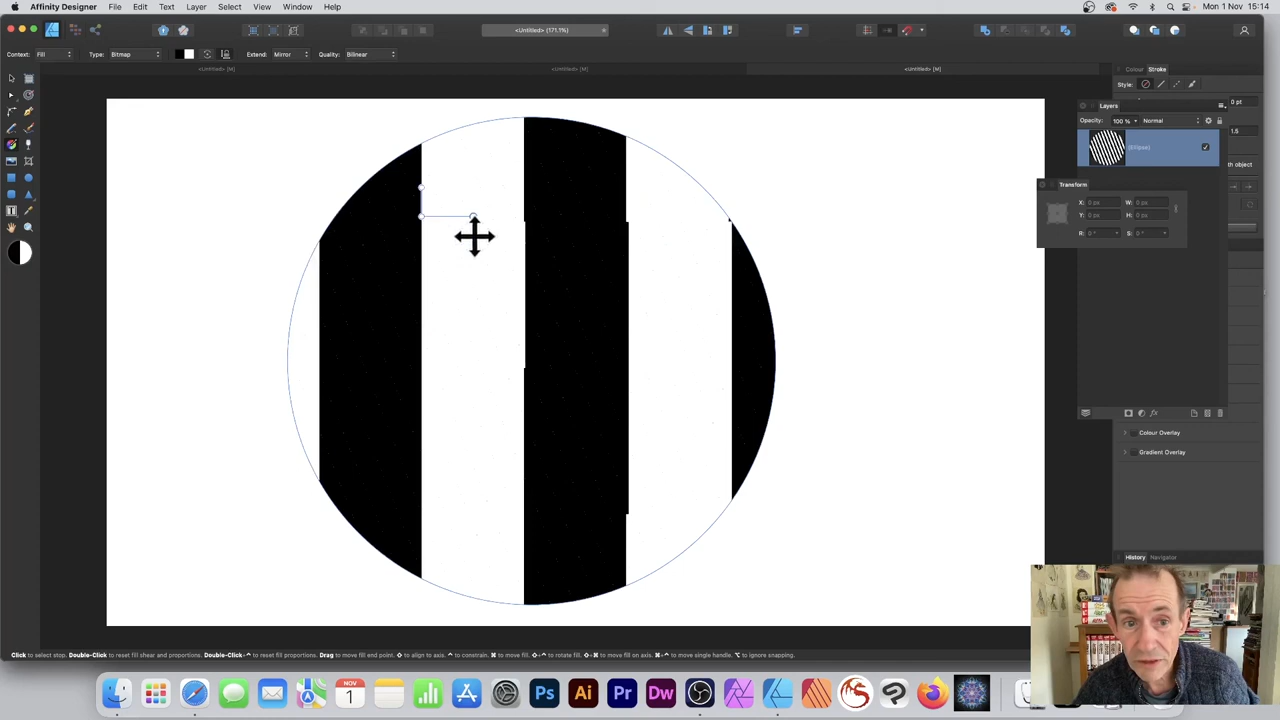 Affinity Designer File Edit Text Layer Select View Window Help Mon 1 Nov 15:14
<Untitled> (171.1%)
Context: Fill Type: Bitmap Extend: Mirror Quality: Bilinear
<Untitled> [M] <Untitled> [M] <Untitled> [M]
Colour Stroke
Style:
0 pt
Layers
Opacity: 100 % Normal
1.5
(Ellipse)
th object
Transform
X: 0 px W: 0 px
Y: 0 px H: 0 px
R: 0 ° S: 0 °
Colour Overlay
Gradient Overlay
History Navigator
Click to select stop. Double-Click to reset fill shear and proportions. Double-Click+⌃ to reset fill proportions. Drag to move fill end point. ⇧ to align to axis. ⌃ to constrain. ⌘ to move fill. ⇧+⌃ to rotate fill. ⇧+⌘ to move fill on axis. ⌘+⌃ to move single handle. ⌥ to ignore snapping.
NOV
1
Ps Ai Pr Dw